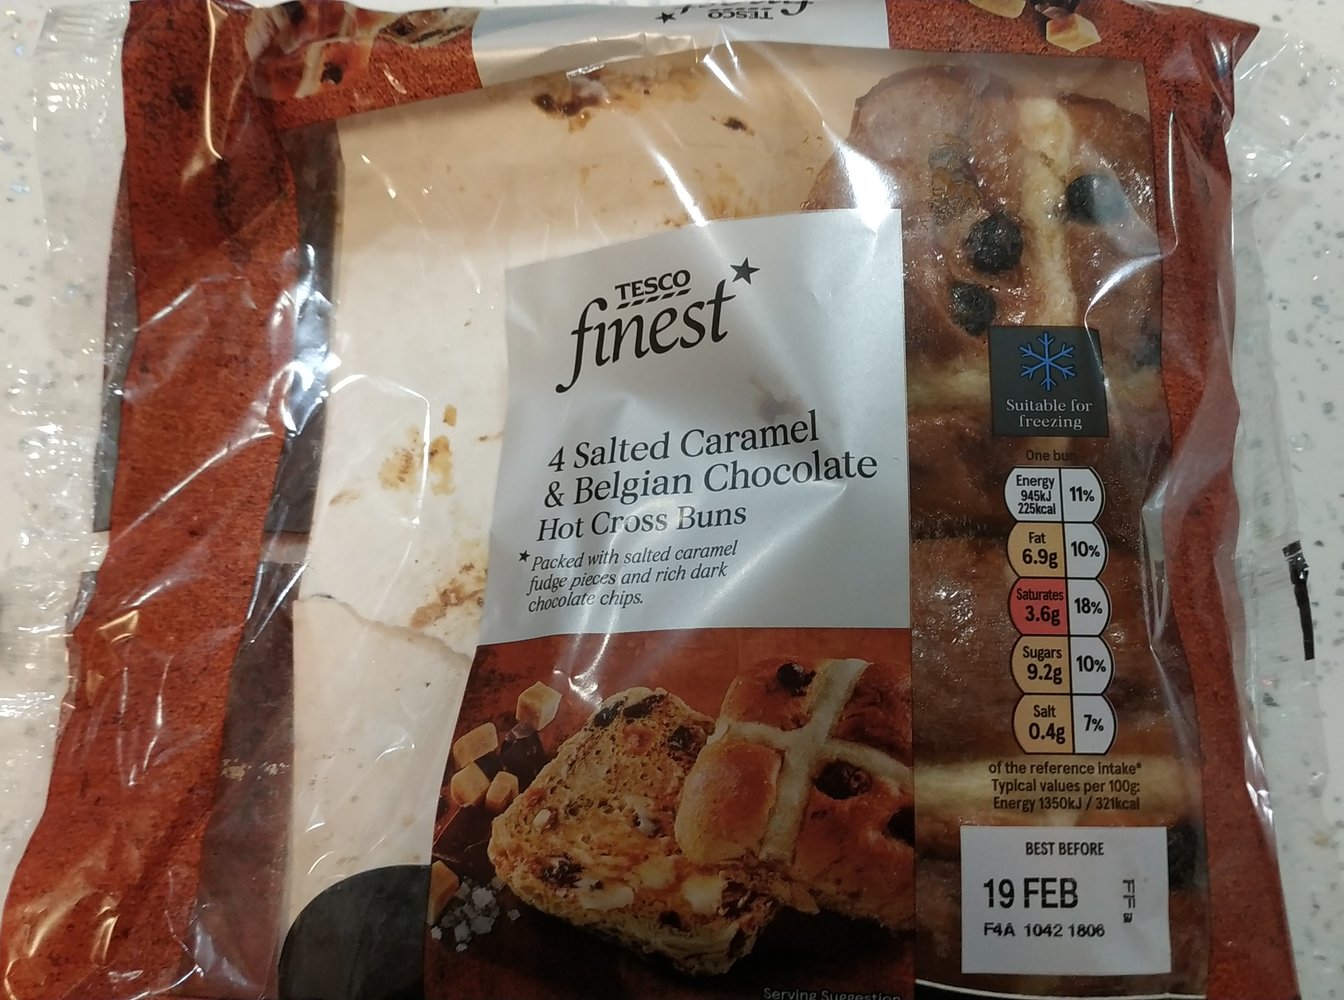 TESCO
TESCO
finest
4 Salted Caramel
& Belgian Chocolate
Hot Cross Buns
*Packed with salted caramel
fudge pieces and rich dark
chocolate chips.
Suitable for
freezing
One bun
Energy
945kJ
225kcal
11%
Fat
6.9g
10%
Saturates
3.6g
18%
Sugars
9.2g
10%
Salt
0.4g
7%
of the reference intake*
Typical values per 100g:
Energy 1350kJ / 321kcal
BEST BEFORE
19 FEB
F4A 1042 1806
Serving Suggestion